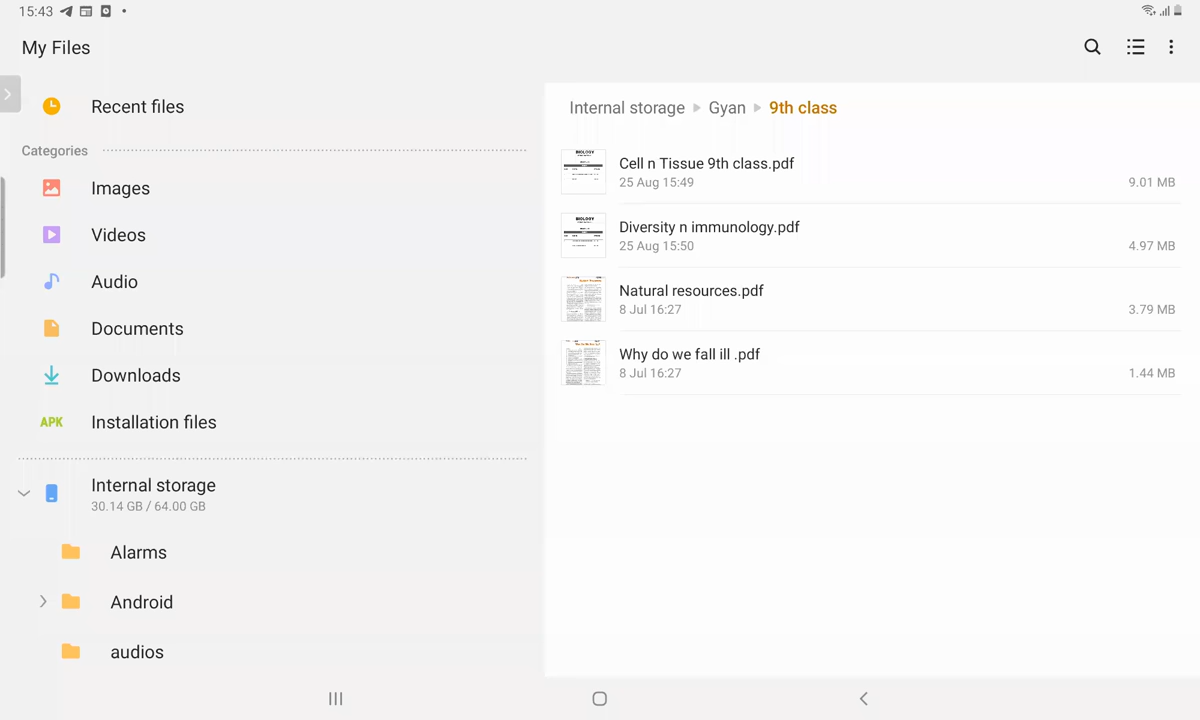 15:43
My Files
Recent files
Categories
Images
Videos
Audio
Documents
Downloads
APK Installation files
Internal storage
30.14 GB / 64.00 GB
Alarms
Android
audios
Internal storage Gyan 9th class
BIOLOGY
Cell n Tissue 9th class.pdf
25 Aug 15:49 9.01 MB
BIOLOGY
Diversity n immunology.pdf
25 Aug 15:50 4.97 MB
Natural resources.pdf
8 Jul 16:27 3.79 MB
Why do we fall ill .pdf
8 Jul 16:27 1.44 MB